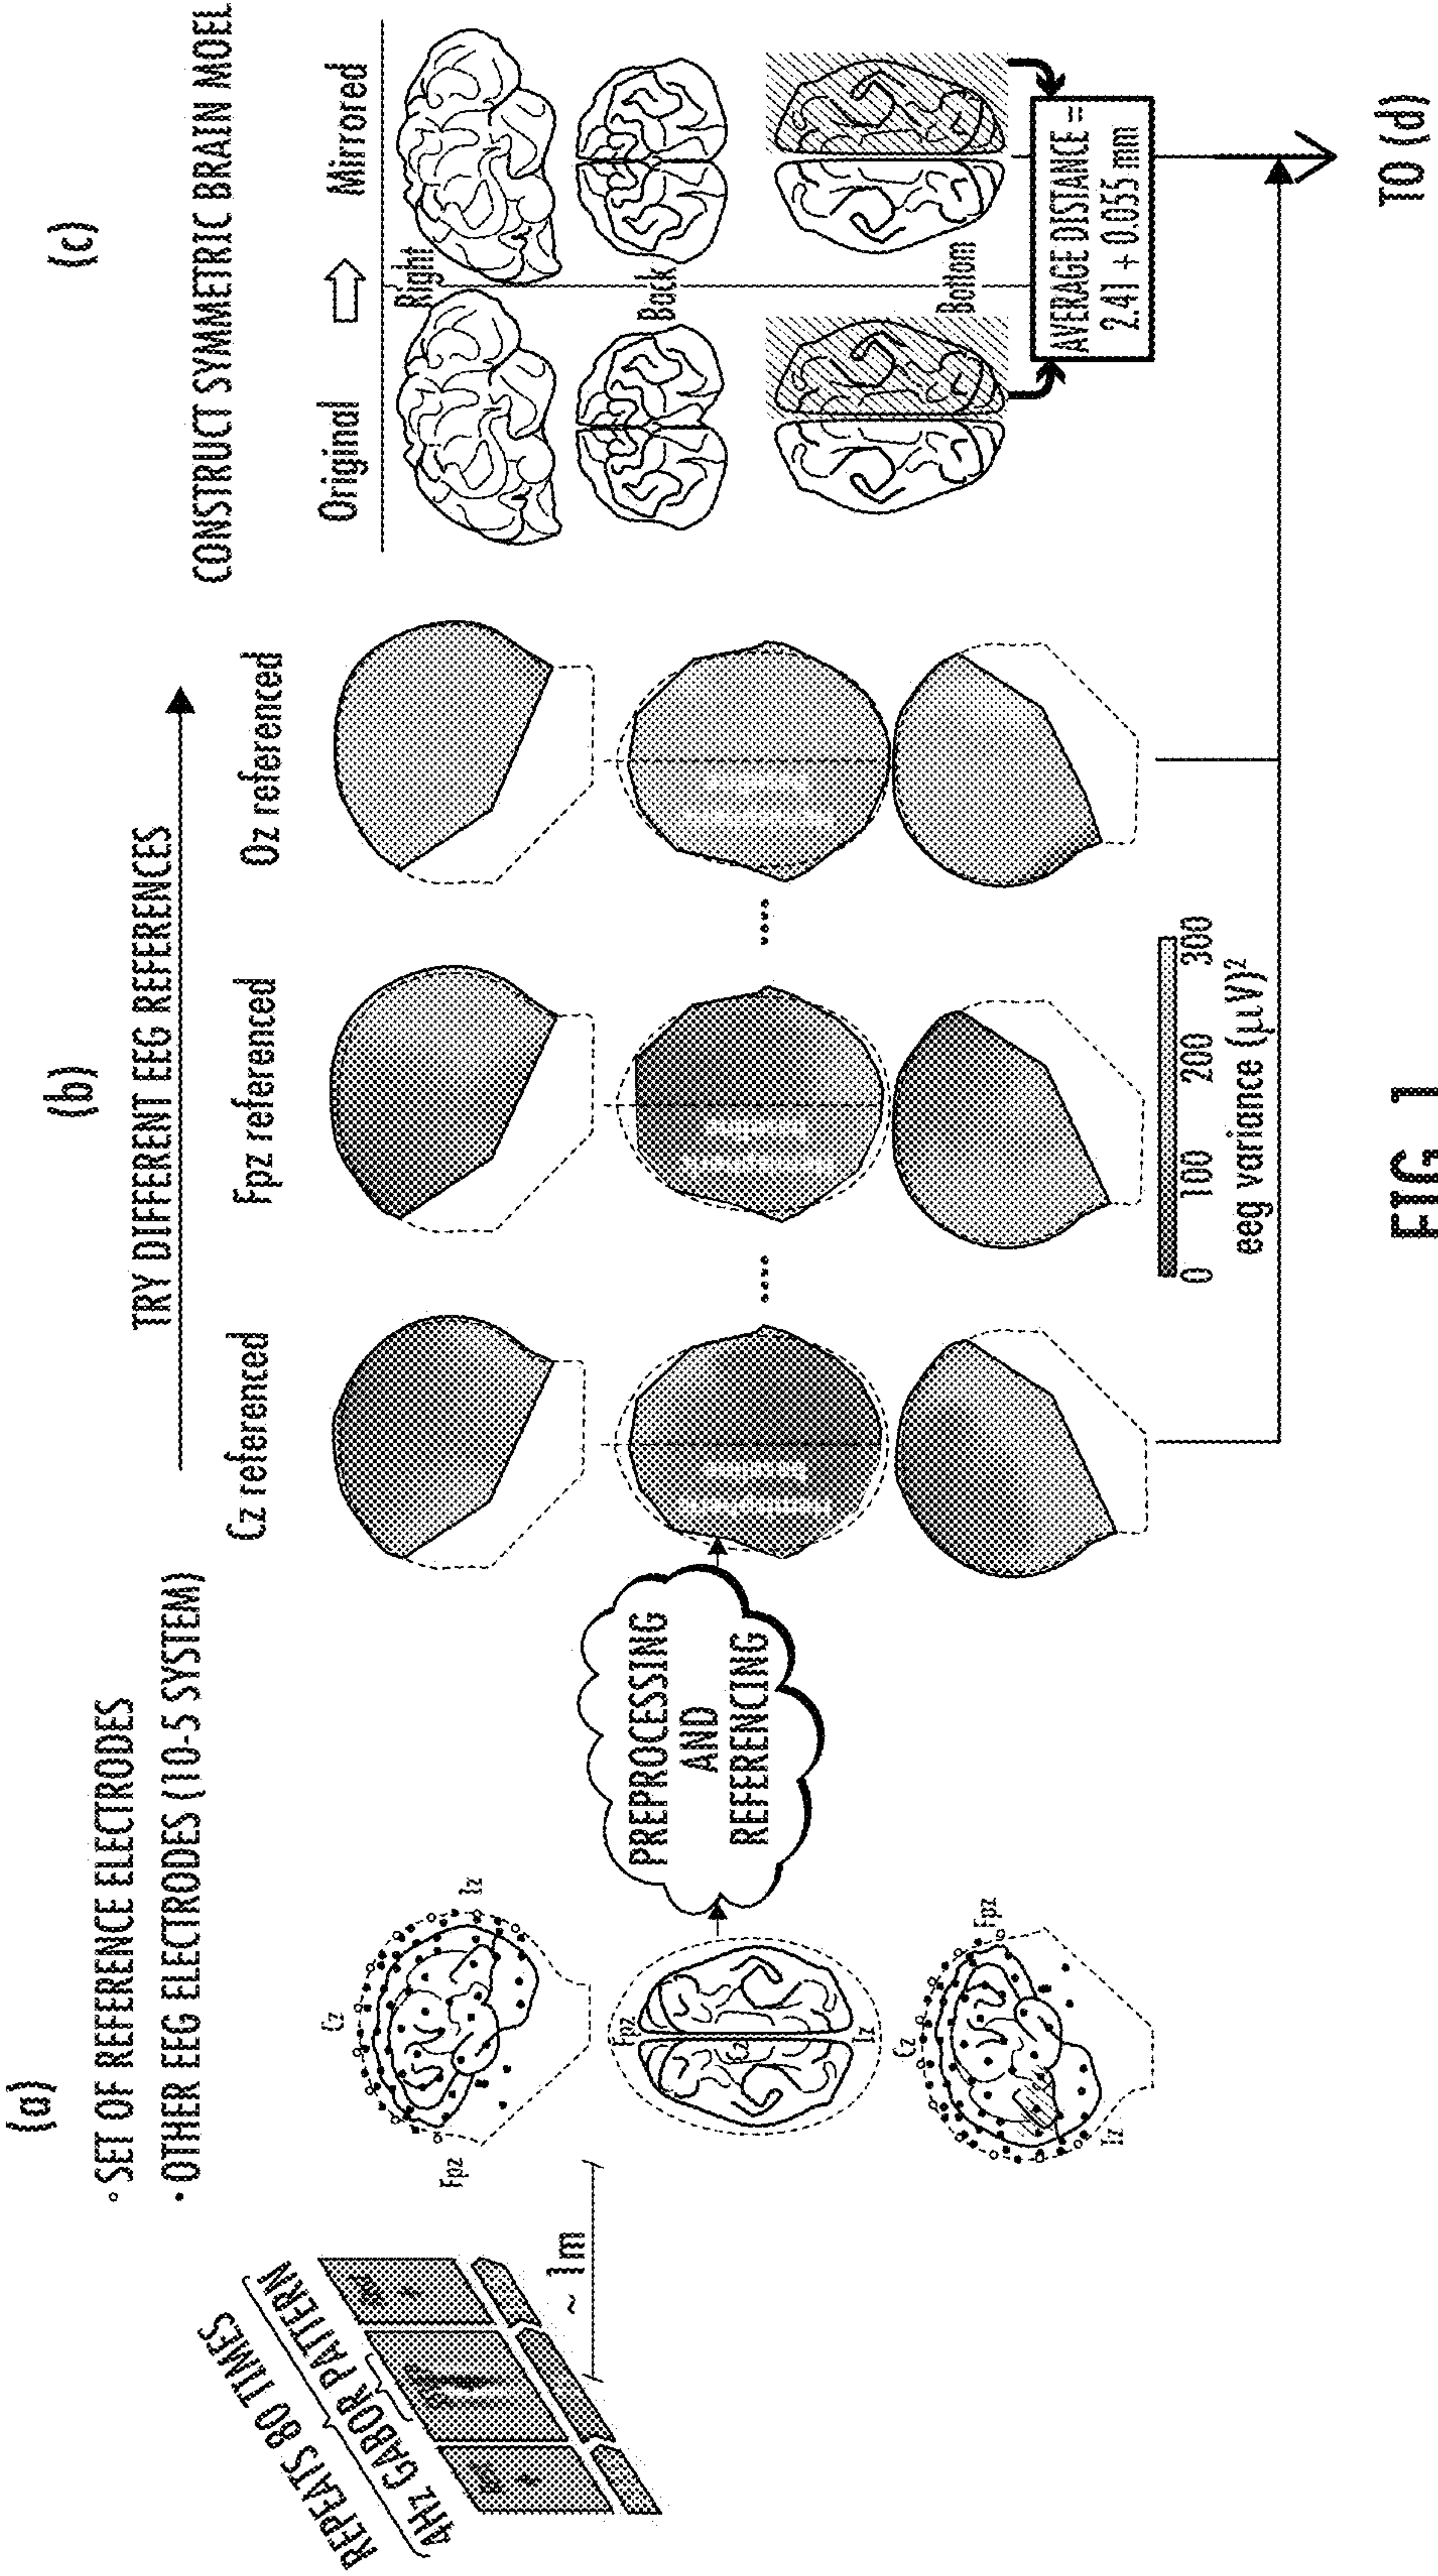 (a)
° SET OF REFERENCE ELECTRODES
• OTHER EEG ELECTRODES (10-5 SYSTEM)
REPEATS 80 TIMES
4Hz GABOR PATTERN
~ 1m
Cz
Fpz
Iz
Fpz
Cz
Iz
Cz
Fpz
Iz
PREPROCESSING
AND
REFERENCING
(b)
TRY DIFFERENT EEG REFERENCES
Cz referenced
Fpz referenced
Oz referenced
....
....
0 100 200 300
eeg variance (μV)²
(c)
CONSTRUCT SYMMETRIC BRAIN MOEL
Original
Mirrored
Right
Back
Bottom
AVERAGE DISTANCE =
2.41 + 0.055 mm
TO (d)
FIG. 1